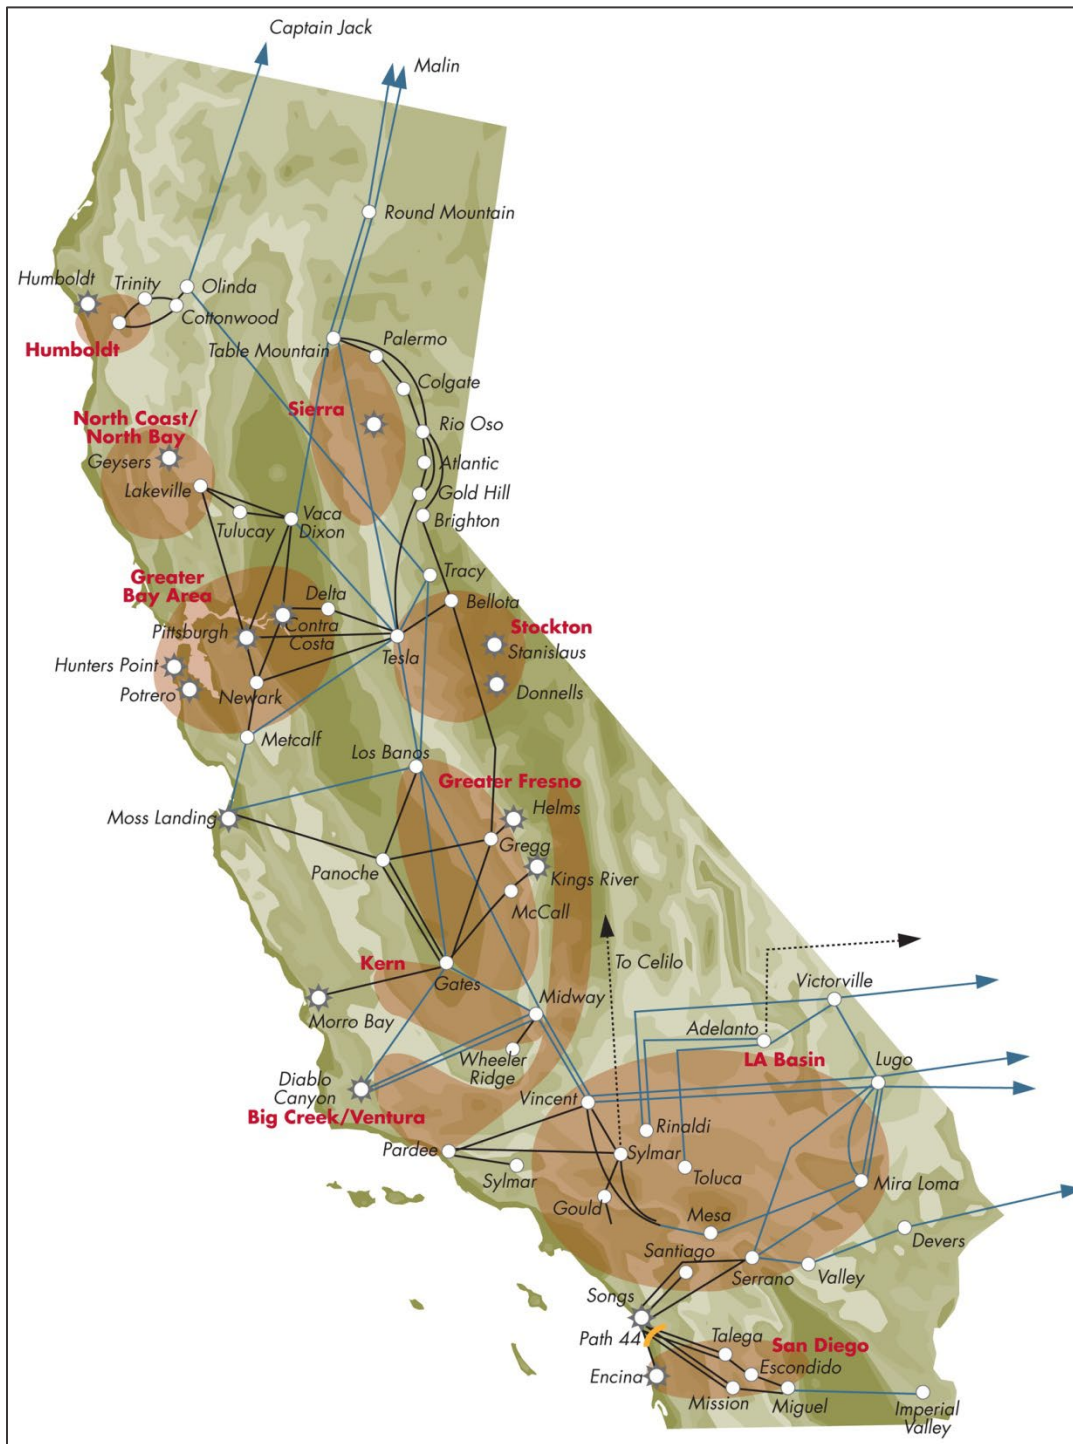 Captain Jack
Malin
Round Mountain
Humboldt
Trinity
Olinda
Cottonwood
Humboldt
Table Mountain
Palermo
Colgate
Sierra
Rio Oso
North Coast/
North Bay
Geysers
Atlantic
Lakeville
Gold Hill
Tulucay
Vaca
Dixon
Brighton
Tracy
Greater
Bay Area
Delta
Bellota
Pittsburgh
Contra
Costa
Stockton
Stanislaus
Tesla
Hunters Point
Potrero
Newark
Donnells
Metcalf
Los Banos
Greater Fresno
Moss Landing
Helms
Gregg
Panoche
Kings River
McCall
To Celilo
Kern
Gates
Victorville
Morro Bay
Midway
Adelanto
LA Basin
Wheeler
Ridge
Lugo
Diablo
Canyon
Vincent
Big Creek/Ventura
Rinaldi
Pardee
Sylmar
Sylmar
Toluca
Mira Loma
Gould
Mesa
Devers
Santiago
Serrano
Valley
Songs
Path 44
Talega
San Diego
Escondido
Encina
Mission
Miguel
Imperial
Valley